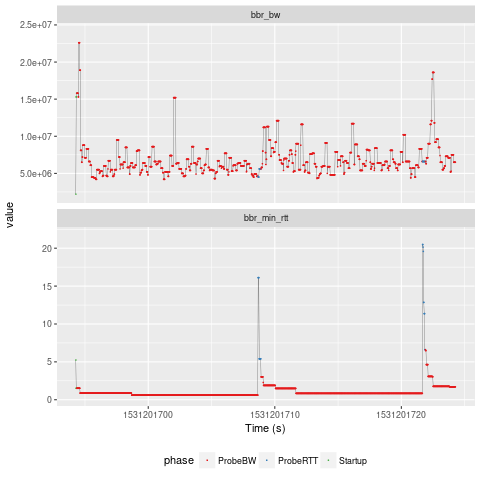 bbr_bw
2.5e+07
2.0e+07
1.5e+07
1.0e+07
5.0e+06
value
bbr_min_rtt
20
15
10
5
0
1531201700 1531201710 1531201720
Time (s)
phase ProbeBW ProbeRTT Startup